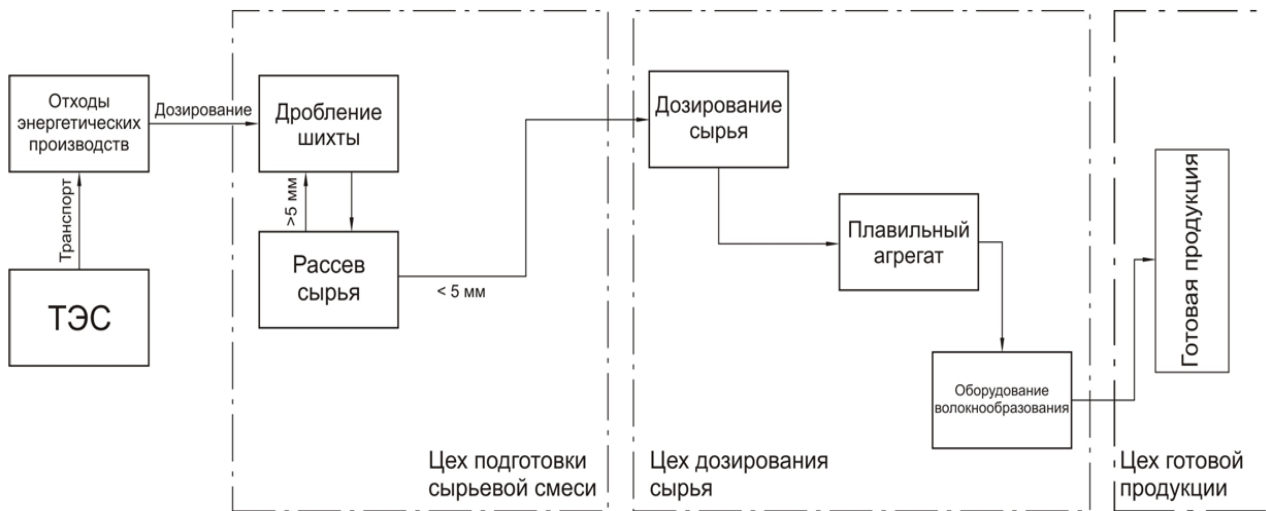 Отходы
энергетических
производств
Транспорт
ТЭС
Дозирование
Дробление
шихты
>5 мм
Рассев
сырья
< 5 мм
Цех подготовки
сырьевой смеси
Дозирование
сырья
Плавильный
агрегат
Оборудование
волокнообразования
Цех дозирования
сырья
Готовая продукция
Цех готовой
продукции